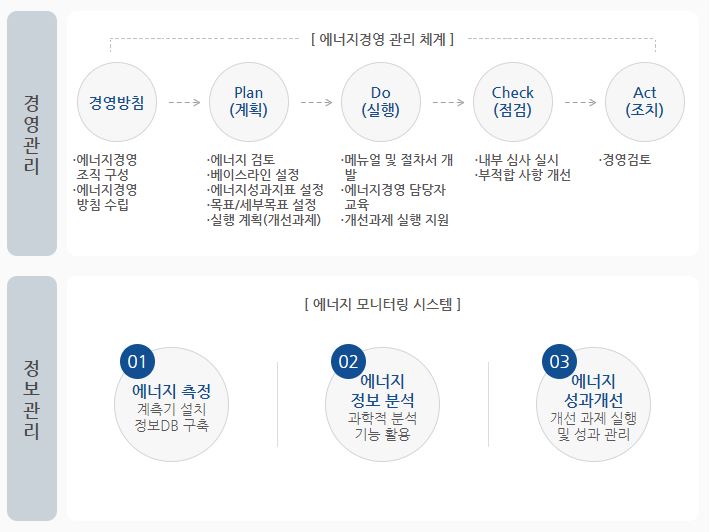 경영관리
[ 에너지경영 관리 체계 ]
경영방침
Plan
(계획)
Do
(실행)
Check
(점검)
Act
(조치)
·에너지경영
조직 구성
·에너지경영
방침 수립
·에너지 검토
·베이스라인 설정
·에너지성과지표 설정
·목표/세부목표 설정
·실행 계획(개선과제)
·메뉴얼 및 절차서 개
발
·에너지경영 담당자
교육
·개선과제 실행 지원
·내부 심사 실시
·부적합 사항 개선
·경영검토
정보관리
[ 에너지 모니터링 시스템 ]
01
에너지 측정
계측기 설치
정보DB 구축
02
에너지
정보 분석
과학적 분석
기능 활용
03
에너지
성과개선
개선 과제 실행
및 성과 관리